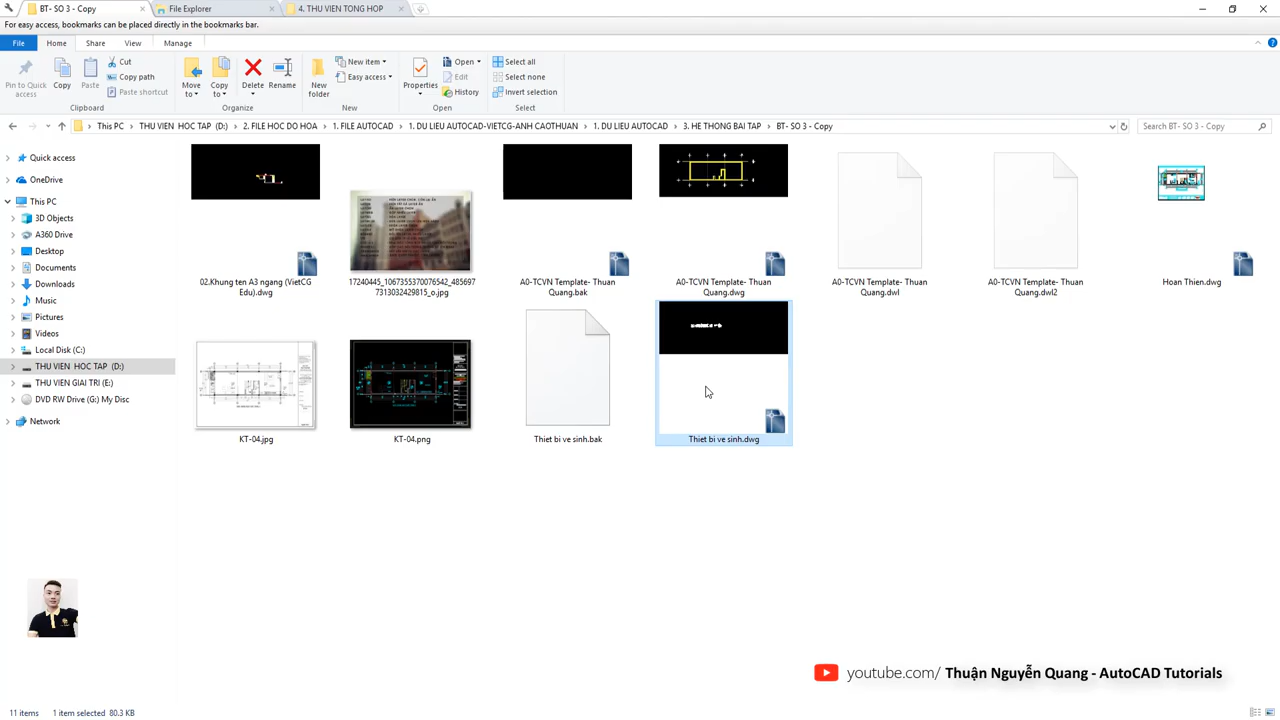 BT- SO 3 - Copy
File Explorer
4. THU VIEN TONG HOP
For easy access, bookmarks can be placed directly in the bookmarks bar.
File
Home
Share
View
Manage
Pin to Quick access
Copy
Paste
Cut
Copy path
Paste shortcut
Clipboard
Move to
Copy to
Delete
Rename
Organize
New folder
New item
Easy access
New
Properties
Open
Edit
History
Open
Select all
Select none
Invert selection
Select
This PC
THU VIEN HOC TAP (D:)
2. FILE HOC DO HOA
1. FILE AUTOCAD
1. DU LIEU AUTOCAD-VIETCG-ANH CAOTHUAN
1. DU LIEU AUTOCAD
3. HE THONG BAI TAP
BT- SO 3 - Copy
Search BT- SO 3 - Copy
Quick access
OneDrive
This PC
3D Objects
A360 Drive
Desktop
Documents
Downloads
Music
Pictures
Videos
Local Disk (C:)
THU VIEN HOC TAP (D:)
THU VIEN GIAI TRI (E:)
DVD RW Drive (G:) My Disc
Network
02.Khung ten A3 ngang (VietCG
Edu).dwg
17240445_1067355370076542_485697
7313032429815_o.jpg
A0-TCVN Template- Thuan
Quang.bak
A0-TCVN Template- Thuan
Quang.dwg
A0-TCVN Template- Thuan
Quang.dwl
A0-TCVN Template- Thuan
Quang.dwl2
Hoan Thien.dwg
KT-04.jpg
KT-04.png
Thiet bi ve sinh.bak
Thiet bi ve sinh.dwg
youtube.com/ Thuận Nguyễn Quang - AutoCAD Tutorials
11 items
1 item selected 80.3 KB